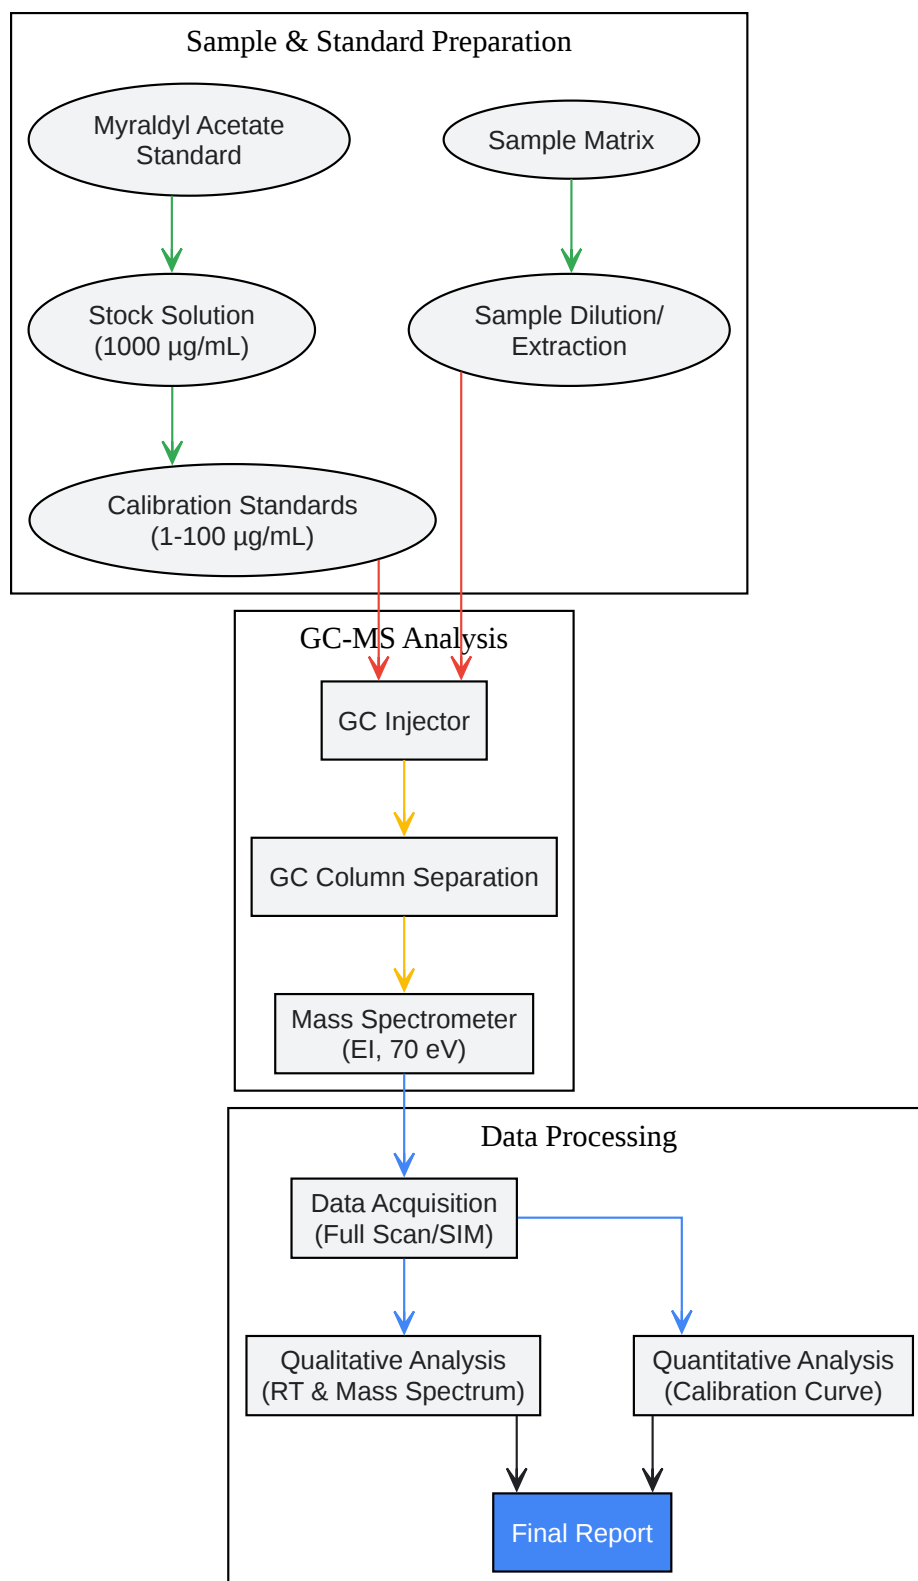 Sample & Standard Preparation
Myraldyl Acetate
Standard
Sample Matrix
Stock Solution
(1000 µg/mL)
Sample Dilution/
Extraction
Calibration Standards
(1-100 µg/mL)
GC-MS Analysis
GC Injector
GC Column Separation
Mass Spectrometer
(EI, 70 eV)
Data Processing
Data Acquisition
(Full Scan/SIM)
Qualitative Analysis
(RT & Mass Spectrum)
Quantitative Analysis
(Calibration Curve)
Final Report